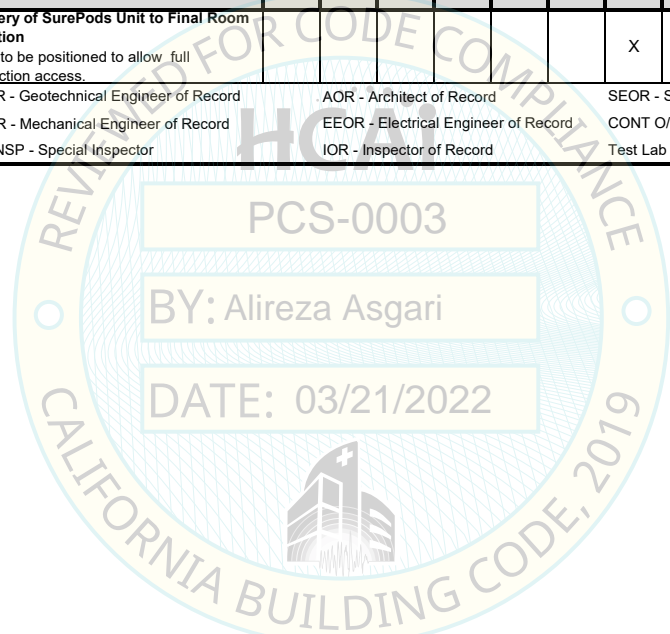 ery of SurePods Unit to Final Room
tion
to be positioned to allow full
ction access.
X
R - Geotechnical Engineer of Record AOR - Architect of Record SEOR - S
R - Mechanical Engineer of Record EEOR - Electrical Engineer of Record CONT O/
NSP - Special Inspector IOR - Inspector of Record Test Lab
REVIEWED FOR CODE COMPLIANCE
HCAi
PCS-0003
BY: Alireza Asgari
DATE: 03/21/2022
CALIFORNIA BUILDING CODE, 2019